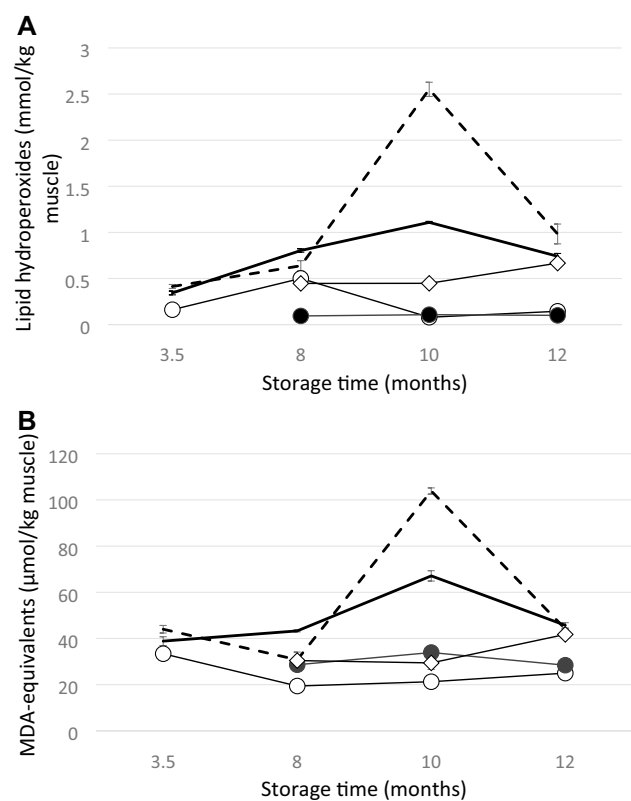 A
Lipid hydroperoxides (mmol/kg
muscle)
3
2.5
2
1.5
1
0.5
0
3.5 8 10 12
Storage time (months)
B
MDA-equivalents (µmol/kg muscle)
120
100
80
60
40
20
0
3.5 8 10 12
Storage time (months)